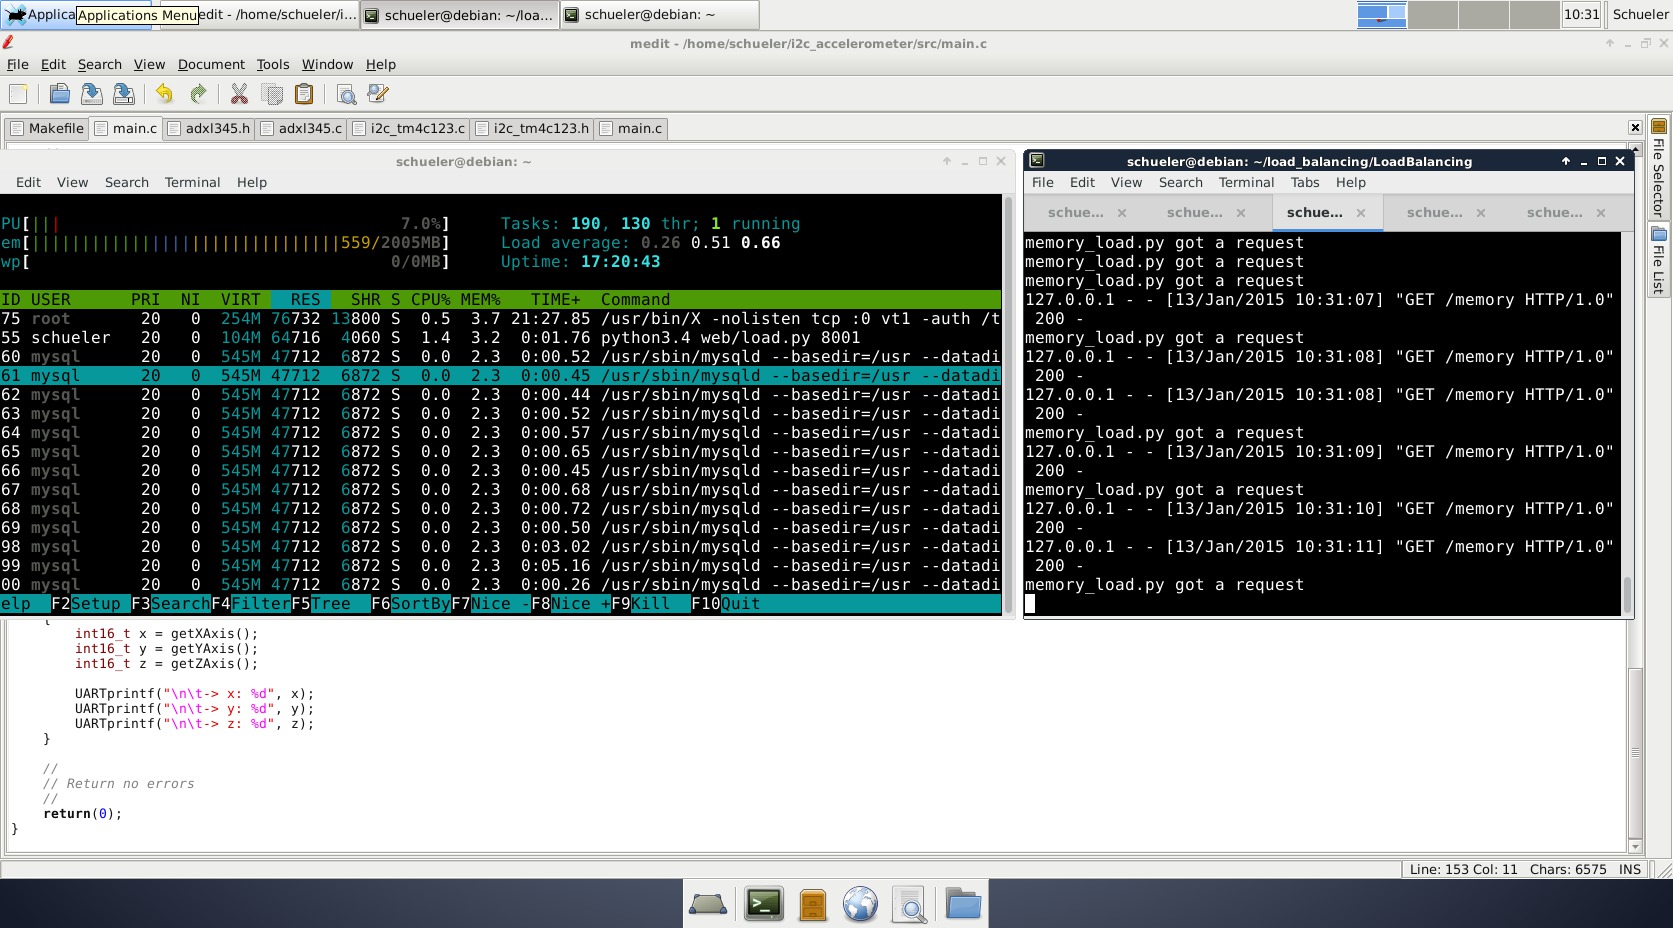 Applica
Applications Menu
edit - /home/schueler/i...
schueler@debian: ~/loa...
schueler@debian: ~
10:31
Schueler
medit - /home/schueler/i2c_accelerometer/src/main.c
File Edit Search View Document Tools Window Help
Makefile main.c adxl345.h adxl345.c i2c_tm4c123.c i2c_tm4c123.h main.c
File Selector
File List
schueler@debian: ~
Edit View Search Terminal Help
PU[||| 7.0%] Tasks: 190, 130 thr; 1 running
em[|||||||||||||||||||||||||||||||559/2005MB] Load average: 0.26 0.51 0.66
wp[ 0/0MB] Uptime: 17:20:43
ID USER PRI NI VIRT RES SHR S CPU% MEM% TIME+ Command
75 root 20 0 254M 76732 13800 S 0.5 3.7 21:27.85 /usr/bin/X -nolisten tcp :0 vt1 -auth /t
55 schueler 20 0 104M 64716 4060 S 1.4 3.2 0:01.76 python3.4 web/load.py 8001
60 mysql 20 0 545M 47712 6872 S 0.0 2.3 0:00.52 /usr/sbin/mysqld --basedir=/usr --datadi
61 mysql 20 0 545M 47712 6872 S 0.0 2.3 0:00.45 /usr/sbin/mysqld --basedir=/usr --datadi
62 mysql 20 0 545M 47712 6872 S 0.0 2.3 0:00.44 /usr/sbin/mysqld --basedir=/usr --datadi
63 mysql 20 0 545M 47712 6872 S 0.0 2.3 0:00.52 /usr/sbin/mysqld --basedir=/usr --datadi
64 mysql 20 0 545M 47712 6872 S 0.0 2.3 0:00.57 /usr/sbin/mysqld --basedir=/usr --datadi
65 mysql 20 0 545M 47712 6872 S 0.0 2.3 0:00.65 /usr/sbin/mysqld --basedir=/usr --datadi
66 mysql 20 0 545M 47712 6872 S 0.0 2.3 0:00.45 /usr/sbin/mysqld --basedir=/usr --datadi
67 mysql 20 0 545M 47712 6872 S 0.0 2.3 0:00.68 /usr/sbin/mysqld --basedir=/usr --datadi
68 mysql 20 0 545M 47712 6872 S 0.0 2.3 0:00.72 /usr/sbin/mysqld --basedir=/usr --datadi
69 mysql 20 0 545M 47712 6872 S 0.0 2.3 0:00.50 /usr/sbin/mysqld --basedir=/usr --datadi
98 mysql 20 0 545M 47712 6872 S 0.0 2.3 0:03.02 /usr/sbin/mysqld --basedir=/usr --datadi
99 mysql 20 0 545M 47712 6872 S 0.0 2.3 0:05.16 /usr/sbin/mysqld --basedir=/usr --datadi
00 mysql 20 0 545M 47712 6872 S 0.0 2.3 0:00.26 /usr/sbin/mysqld --basedir=/usr --datadi
elp F2Setup F3SearchF4FilterF5Tree F6SortByF7Nice -F8Nice +F9Kill F10Quit
schueler@debian: ~/load_balancing/LoadBalancing
File Edit View Search Terminal Tabs Help
schue... schue... schue... schue... schue...
memory_load.py got a request
memory_load.py got a request
memory_load.py got a request
127.0.0.1 - - [13/Jan/2015 10:31:07] "GET /memory HTTP/1.0"
200 -
memory_load.py got a request
127.0.0.1 - - [13/Jan/2015 10:31:08] "GET /memory HTTP/1.0"
200 -
127.0.0.1 - - [13/Jan/2015 10:31:08] "GET /memory HTTP/1.0"
200 -
memory_load.py got a request
127.0.0.1 - - [13/Jan/2015 10:31:09] "GET /memory HTTP/1.0"
200 -
memory_load.py got a request
127.0.0.1 - - [13/Jan/2015 10:31:10] "GET /memory HTTP/1.0"
200 -
127.0.0.1 - - [13/Jan/2015 10:31:11] "GET /memory HTTP/1.0"
200 -
memory_load.py got a request
{
int16_t x = getXAxis();
int16_t y = getYAxis();
int16_t z = getZAxis();
UARTprintf("\n\t-> x: %d", x);
UARTprintf("\n\t-> y: %d", y);
UARTprintf("\n\t-> z: %d", z);
}
//
// Return no errors
//
return(0);
}
Line: 153 Col: 11 Chars: 6575 INS